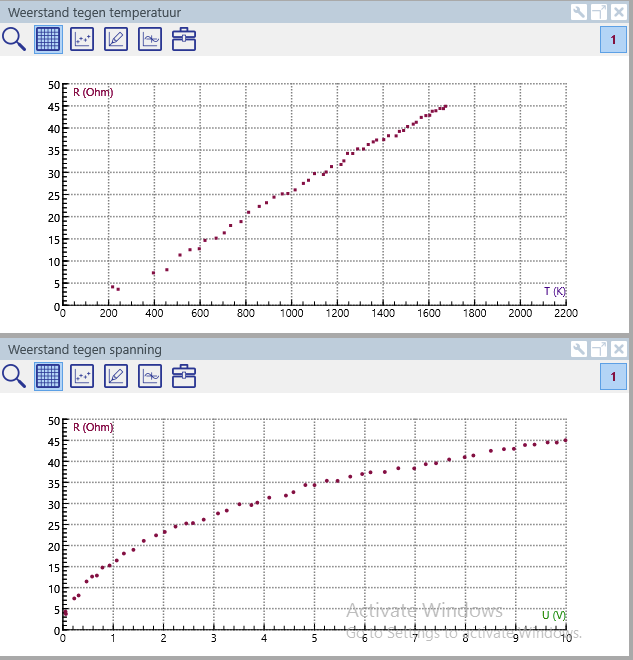 Weerstand tegen temperatuur
1
R (Ohm)
50
45
40
35
30
25
20
15
10
5
0
T (K)
0 200 400 600 800 1000 1200 1400 1600 1800 2000 2200
Weerstand tegen spanning
1
R (Ohm)
50
45
40
35
30
25
20
15
10
5
0
U (V)
0 1 2 3 4 5 6 7 8 9 10
Activate Windows
Go to Settings to activate Windows.